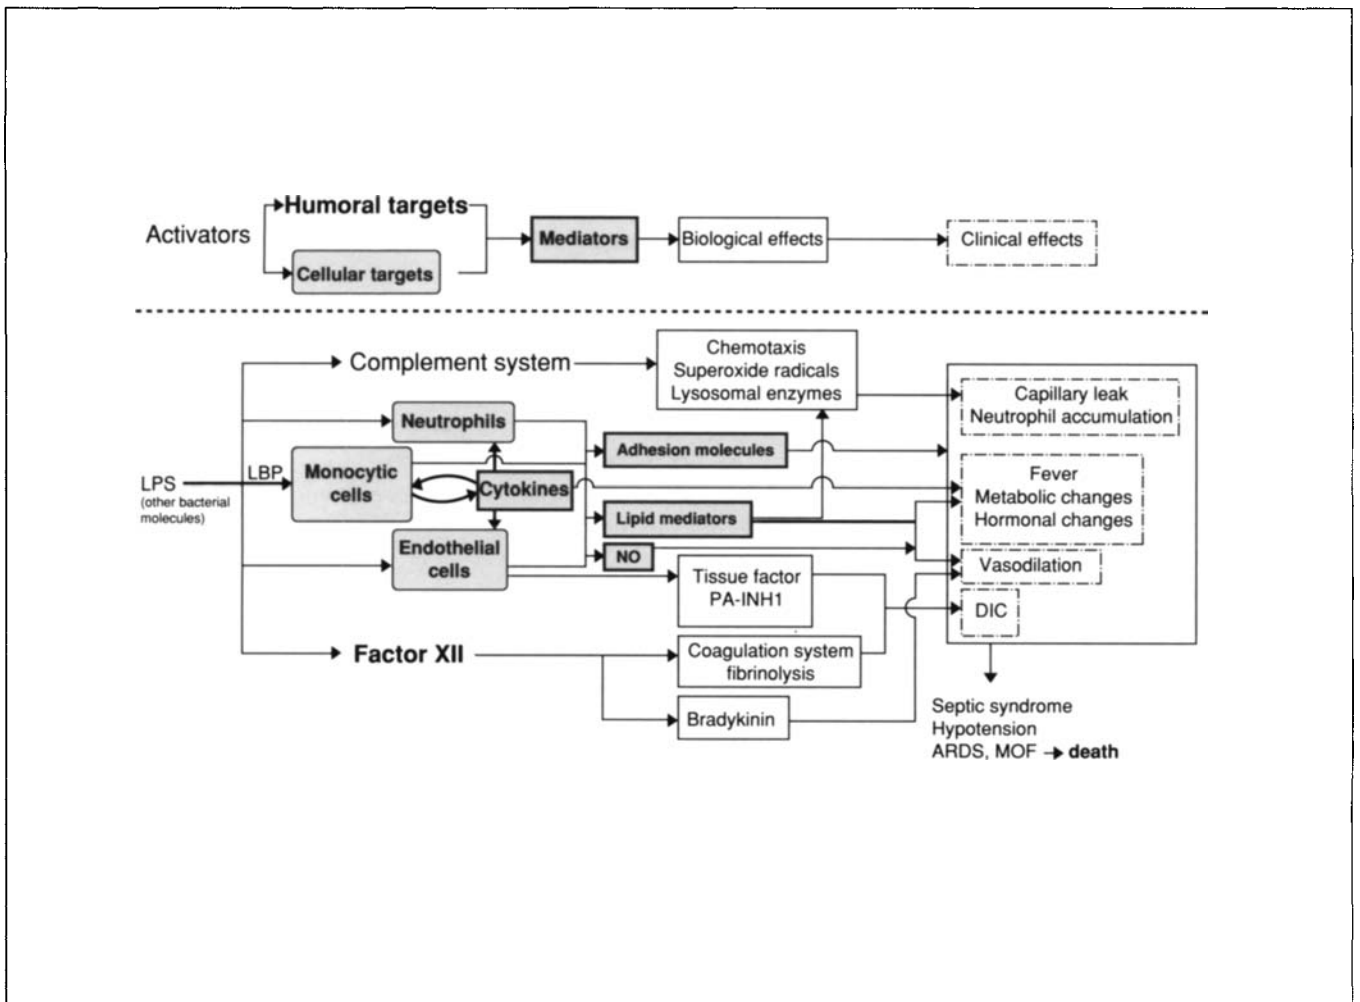 Humoral targets
Activators
Mediators
Biological effects
Clinical effects
Cellular targets
Complement system
Chemotaxis
Superoxide radicals
Lysosomal enzymes
Capillary leak
Neutrophil accumulation
Neutrophils
Adhesion molecules
LPS
(other bacterial
molecules)
LBP
Monocytic
cells
Cytokines
Fever
Metabolic changes
Hormonal changes
Lipid mediators
NO
Endothelial
cells
Vasodilation
Tissue factor
PA-INH1
DIC
Factor XII
Coagulation system
fibrinolysis
Bradykinin
Septic syndrome
Hypotension
ARDS, MOF → death